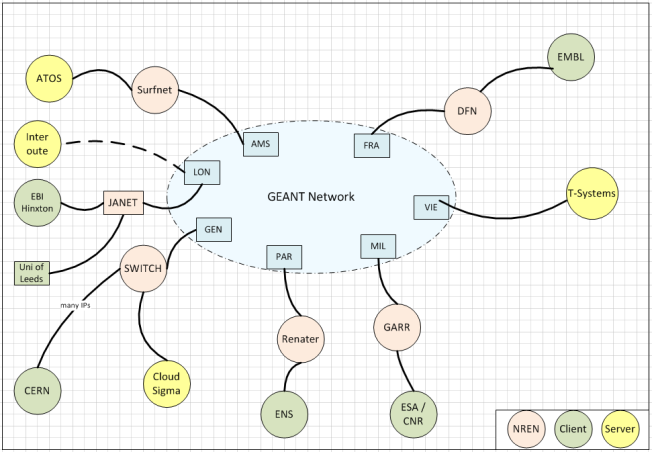 EMBL
ATOS
Surfnet
DFN
Inter
oute
AMS
FRA
LON
GEANT Network
T-Systems
EBI
Hinxton
JANET
VIE
GEN
MIL
PAR
Uni of
Leeds
SWITCH
many IPs
GARR
Renater
CERN
Cloud
Sigma
ENS
ESA /
CNR
NREN
Client
Server